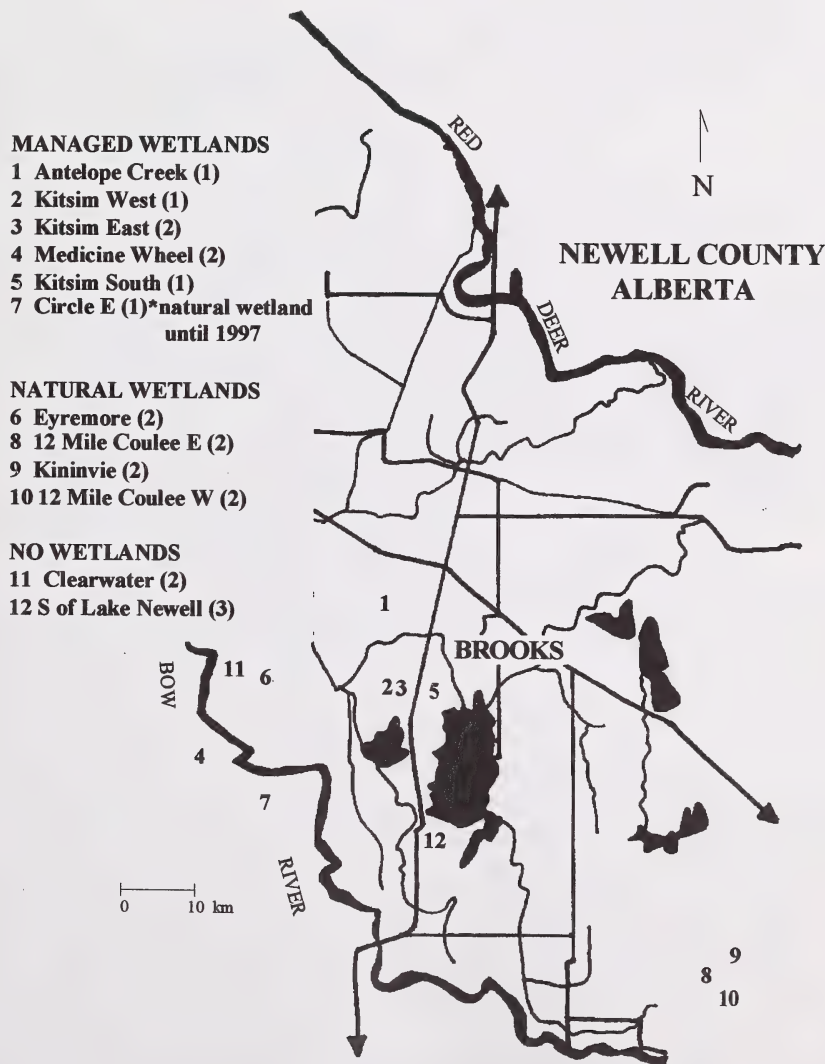 MANAGED WETLANDS
1 Antelope Creek (1)
2 Kitsim West (1)
3 Kitsim East (2)
4 Medicine Wheel (2)
5 Kitsim South (1)
7 Circle E (1)*natural wetland
until 1997
NATURAL WETLANDS
6 Eyremore (2)
8 12 Mile Coulee E (2)
9 Kininvie (2)
10 12 Mile Coulee W (2)
NO WETLANDS
11 Clearwater (2)
12 S of Lake Newell (3)
RED
DEER
RIVER
N
NEWELL COUNTY
ALBERTA
1
BROOKS
BOW
RIVER
11
6
23
5
4
7
12
0 10 km
9
8
10